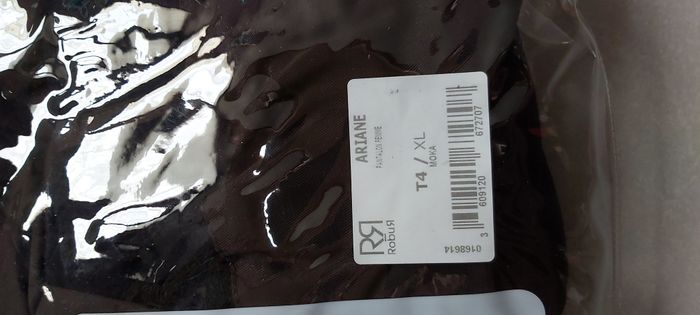 ARIANE
PANTALON FEMME
T4 / XL
MOKA
3 609120 672707
RobuR
01688614